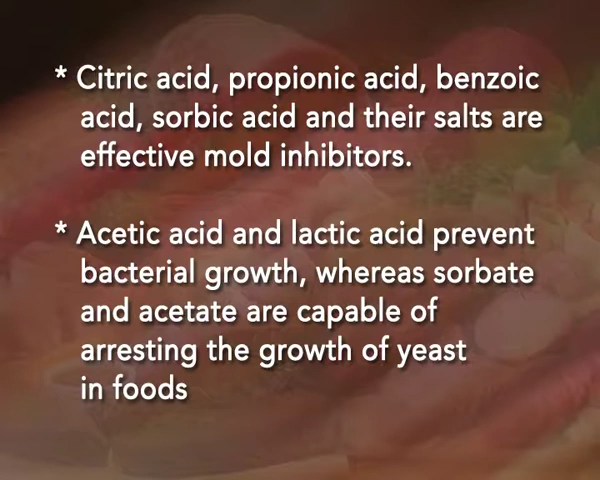 * Citric acid, propionic acid, benzoic
acid, sorbic acid and their salts are
effective mold inhibitors.
* Acetic acid and lactic acid prevent
bacterial growth, whereas sorbate
and acetate are capable of
arresting the growth of yeast
in foods